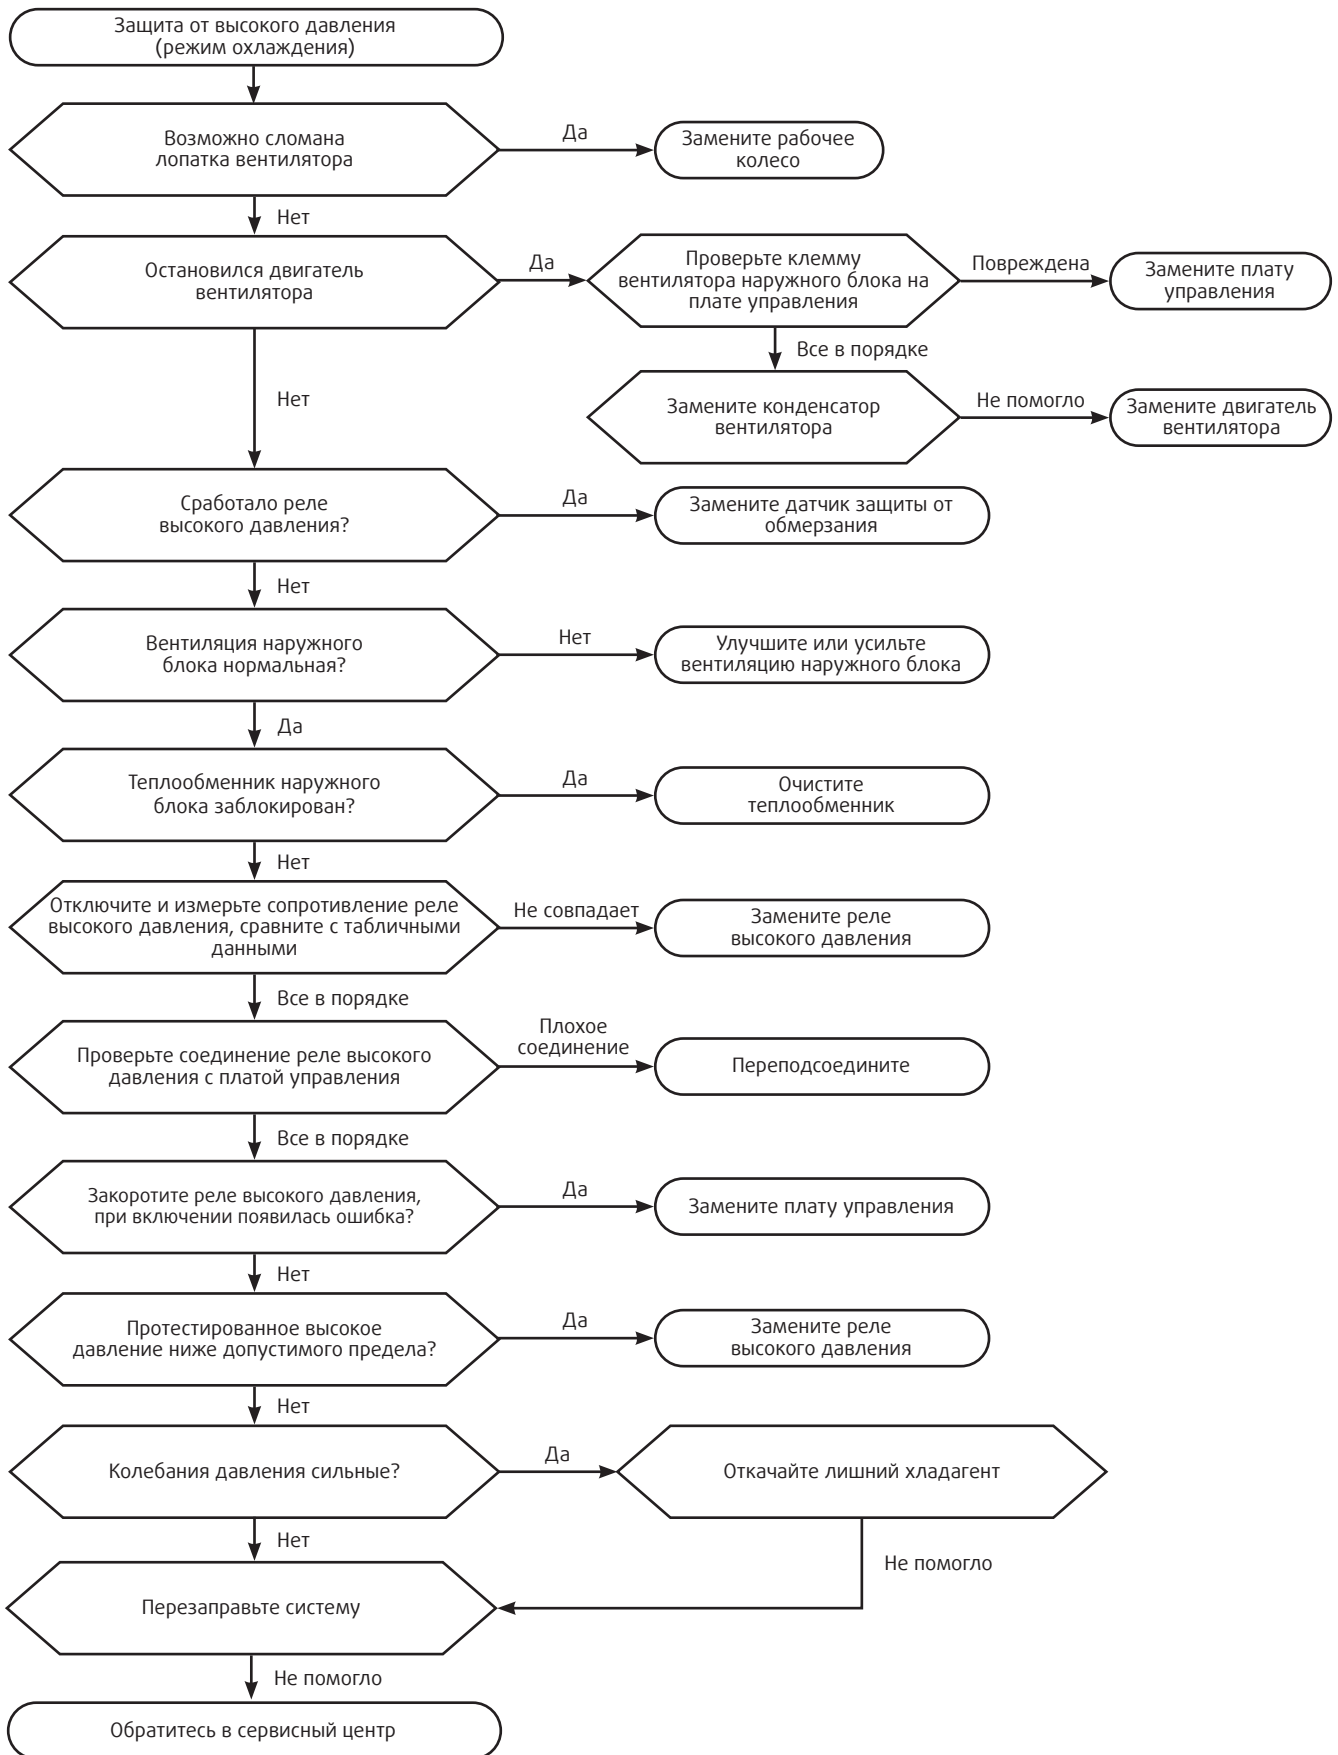 Защита от высокого давления
(режим охлаждения)
Возможно сломана
лопатка вентилятора
Да
Замените рабочее
колесо
Нет
Остановился двигатель
вентилятора
Да
Проверьте клемму
вентилятора наружного блока на
плате управления
Повреждена
Замените плату
управления
Все в порядке
Нет
Замените конденсатор
вентилятора
Не помогло
Замените двигатель
вентилятора
Сработало реле
высокого давления?
Да
Замените датчик защиты от
обмерзания
Нет
Вентиляция наружного
блока нормальная?
Нет
Улучшите или усильте
вентиляцию наружного блока
Да
Теплообменник наружного
блока заблокирован?
Да
Очистите
теплообменник
Нет
Отключите и измерьте сопротивление реле
высокого давления, сравните с табличными
данными
Не совпадает
Замените реле
высокого давления
Все в порядке
Проверьте соединение реле высокого
давления с платой управления
Плохое
соединение
Переподсоедините
Все в порядке
Закоротите реле высокого давления,
при включении появилась ошибка?
Да
Замените плату управления
Нет
Протестированное высокое
давление ниже допустимого предела?
Да
Замените реле
высокого давления
Нет
Колебания давления сильные?
Да
Откачайте лишний хладагент
Нет
Не помогло
Перезаправьте систему
Не помогло
Обратитесь в сервисный центр